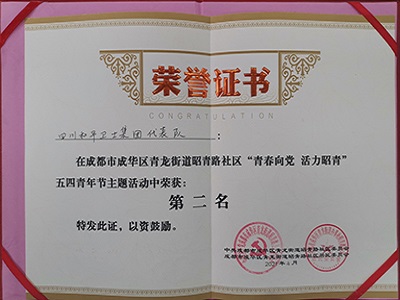 荣誉证书
CONGRATULATION
四川和平卫士集团代表队：
在成都市成华区青龙街道昭青路社区“青春向党 活力昭青”
五四青年节主题活动中荣获：
第二名
特发此证，以资鼓励。